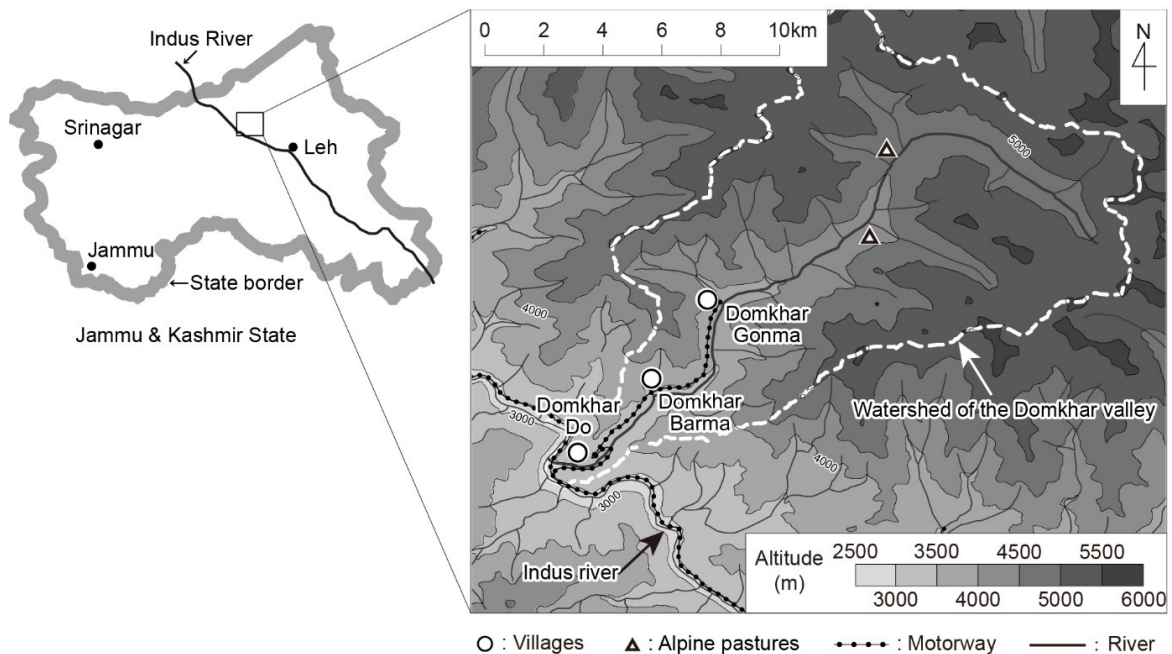 Indus River
Srinagar
Leh
Jammu
State border
Jammu & Kashmir State
0 2 4 6 8 10km
N
5000
4000
Domkhar
Gonma
3000
Domkhar
Do
Domkhar
Barma
Watershed of the Domkhar valley
4000
3000
Indus river
Altitude
(m)
2500 3500 4500 5500
3000 4000 5000 6000
: Villages : Alpine pastures : Motorway : River